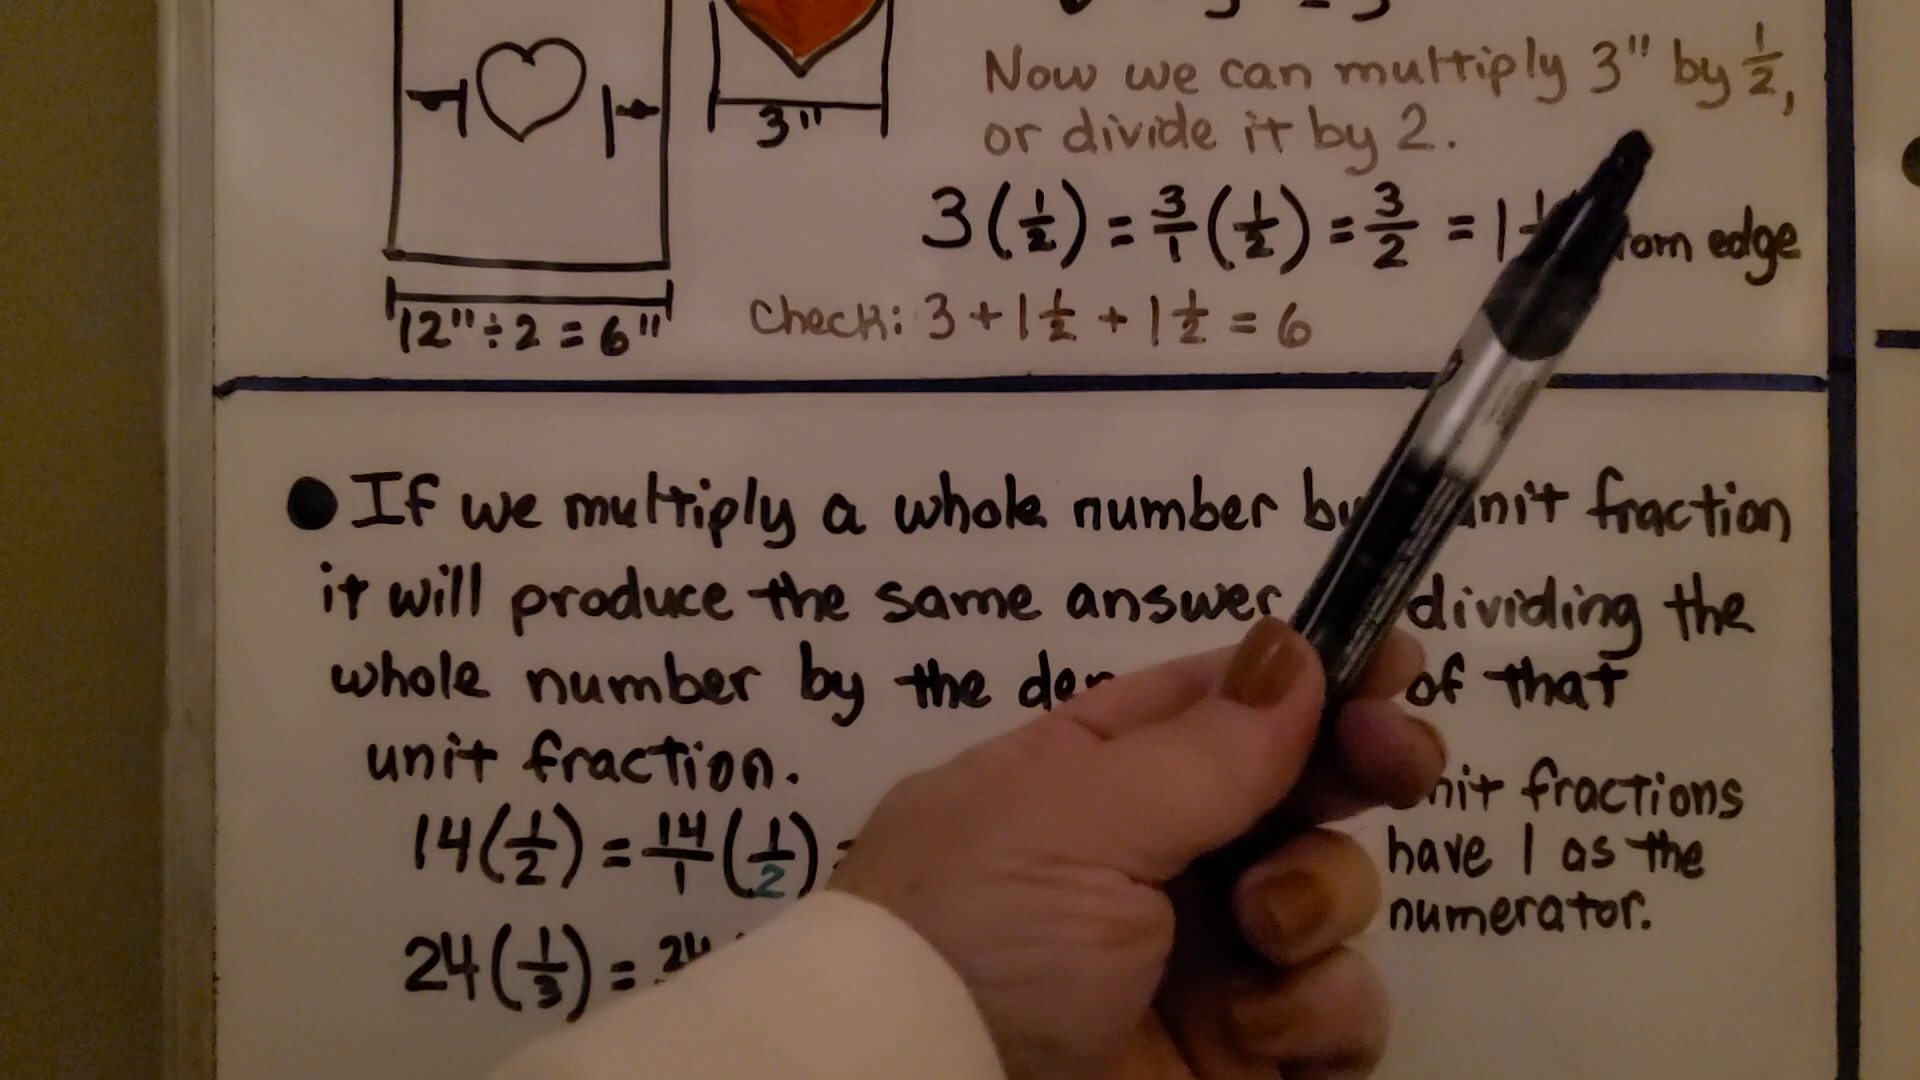 Now we can multiply 3" by 1/2,
or divide it by 2.
3"
3(1/2) = 3/1(1/2) = 3/2 = 1 edge
12" ÷ 2 = 6"
Check: 3 + 1 1/2 + 1 1/2 = 6
● If we multiply a whole number fraction
it will produce the same answer dividing the
whole number by the of that
unit fraction.
fractions
14(1/2) = 14/1(1/2)
have 1 as the
numerator.
24(1/3) = 24